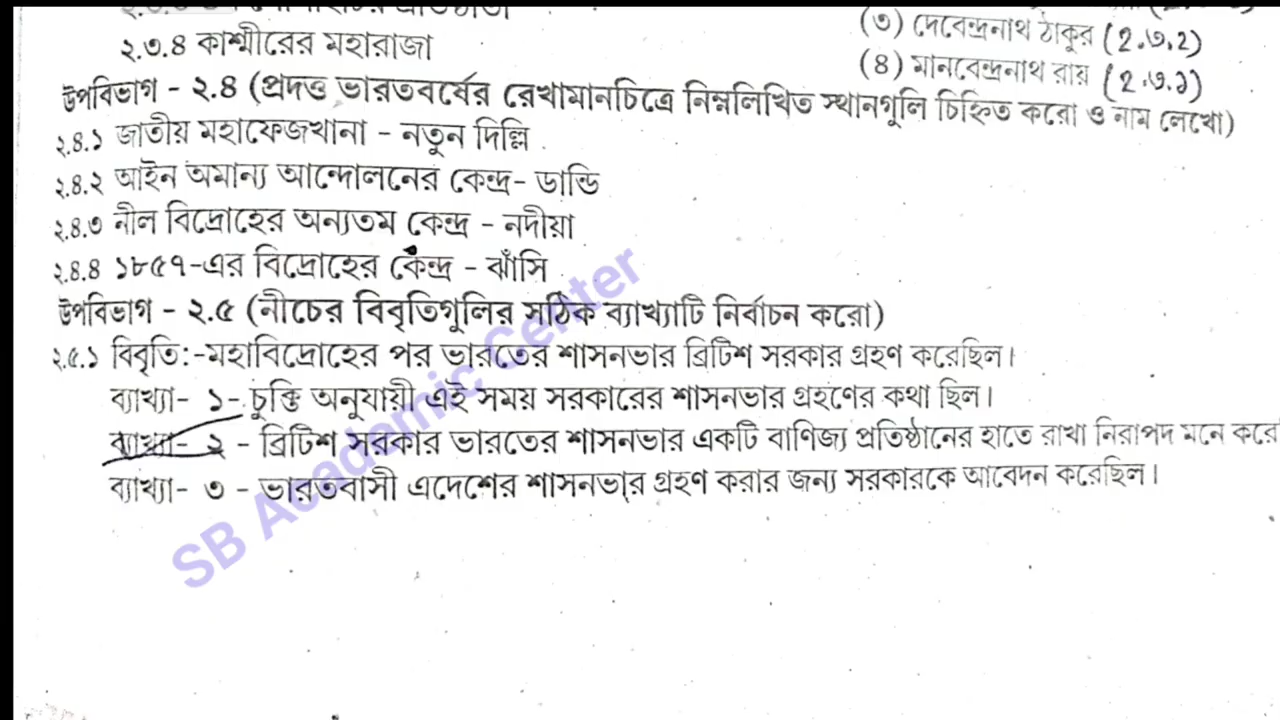 ২.৩.৪ কাশ্মীরের মহারাজা
(৩) দেবেন্দ্রনাথ ঠাকুর (2.৩.2)
(৪) মানবেন্দ্রনাথ রায় (2.৩.১)
উপবিভাগ - ২.৪ (প্রদত্ত ভারতবর্ষের রেখামানচিত্রে নিম্নলিখিত স্থানগুলি চিহ্নিত করো ও নাম লেখো)
২.৪.১ জাতীয় মহাফেজখানা - নতুন দিল্লি
২.৪.২ আইন অমান্য আন্দোলনের কেন্দ্র- ডান্ডি
২.৪.৩ নীল বিদ্রোহের অন্যতম কেন্দ্র - নদীয়া
২.৪.৪ ১৮৫৭-এর বিদ্রোহের কেন্দ্র - ঝাঁসি
উপবিভাগ - ২.৫ (নীচের বিবৃতিগুলির সঠিক ব্যাখ্যাটি নির্বাচন করো)
২.৫.১ বিবৃতি:-মহাবিদ্রোহের পর ভারতের শাসনভার ব্রিটিশ সরকার গ্রহণ করেছিল।
ব্যাখ্যা- ১- চুক্তি অনুযায়ী এই সময় সরকারের শাসনভার গ্রহণের কথা ছিল।
ব্যাখ্যা- ২ - ব্রিটিশ সরকার ভারতের শাসনভার একটি বাণিজ্য প্রতিষ্ঠানের হাতে রাখা নিরাপদ মনে করে
ব্যাখ্যা- ৩ - ভারতবাসী এদেশের শাসনভার গ্রহণ করার জন্য সরকারকে আবেদন করেছিল।
SB Academic Center